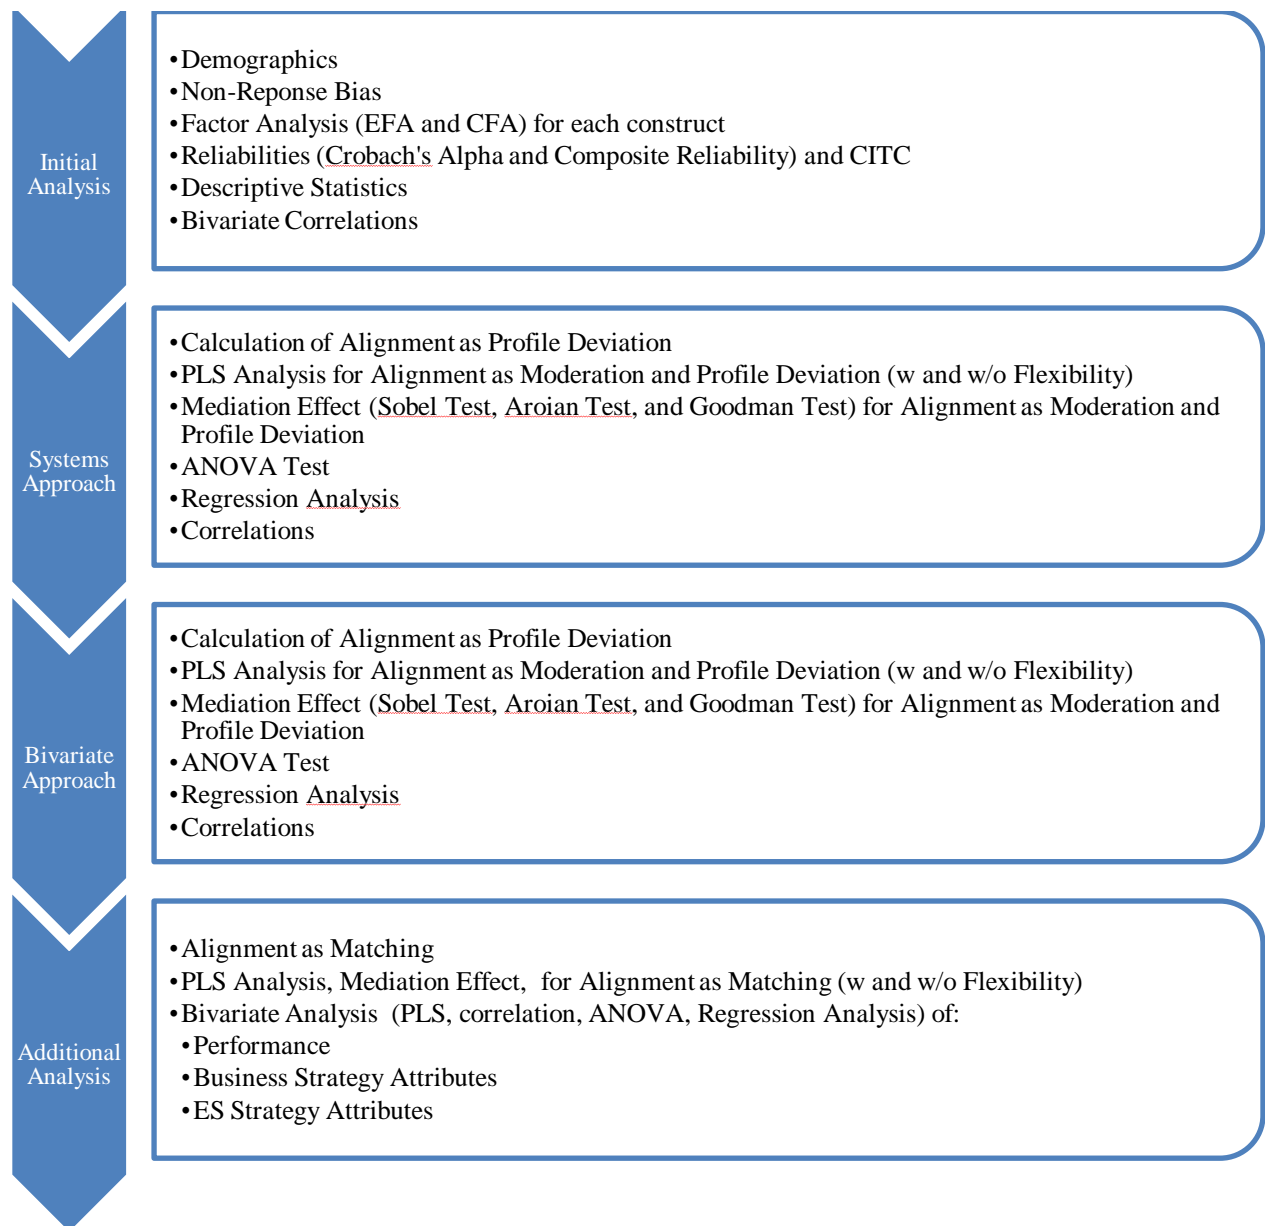 Initial
Analysis
•Demographics
•Non-Reponse Bias
•Factor Analysis (EFA and CFA) for each construct
•Reliabilities (Crobach's Alpha and Composite Reliability) and CITC
•Descriptive Statistics
•Bivariate Correlations
Systems
Approach
•Calculation of Alignment as Profile Deviation
•PLS Analysis for Alignment as Moderation and Profile Deviation (w and w/o Flexibility)
•Mediation Effect (Sobel Test, Aroian Test, and Goodman Test) for Alignment as Moderation and
Profile Deviation
•ANOVA Test
•Regression Analysis
•Correlations
Bivariate
Approach
•Calculation of Alignment as Profile Deviation
•PLS Analysis for Alignment as Moderation and Profile Deviation (w and w/o Flexibility)
•Mediation Effect (Sobel Test, Aroian Test, and Goodman Test) for Alignment as Moderation and
Profile Deviation
•ANOVA Test
•Regression Analysis
•Correlations
Additional
Analysis
•Alignment as Matching
•PLS Analysis, Mediation Effect,  for Alignment as Matching (w and w/o Flexibility)
•Bivariate Analysis  (PLS, correlation, ANOVA, Regression Analysis) of:
•Performance
•Business Strategy Attributes
•ES Strategy Attributes